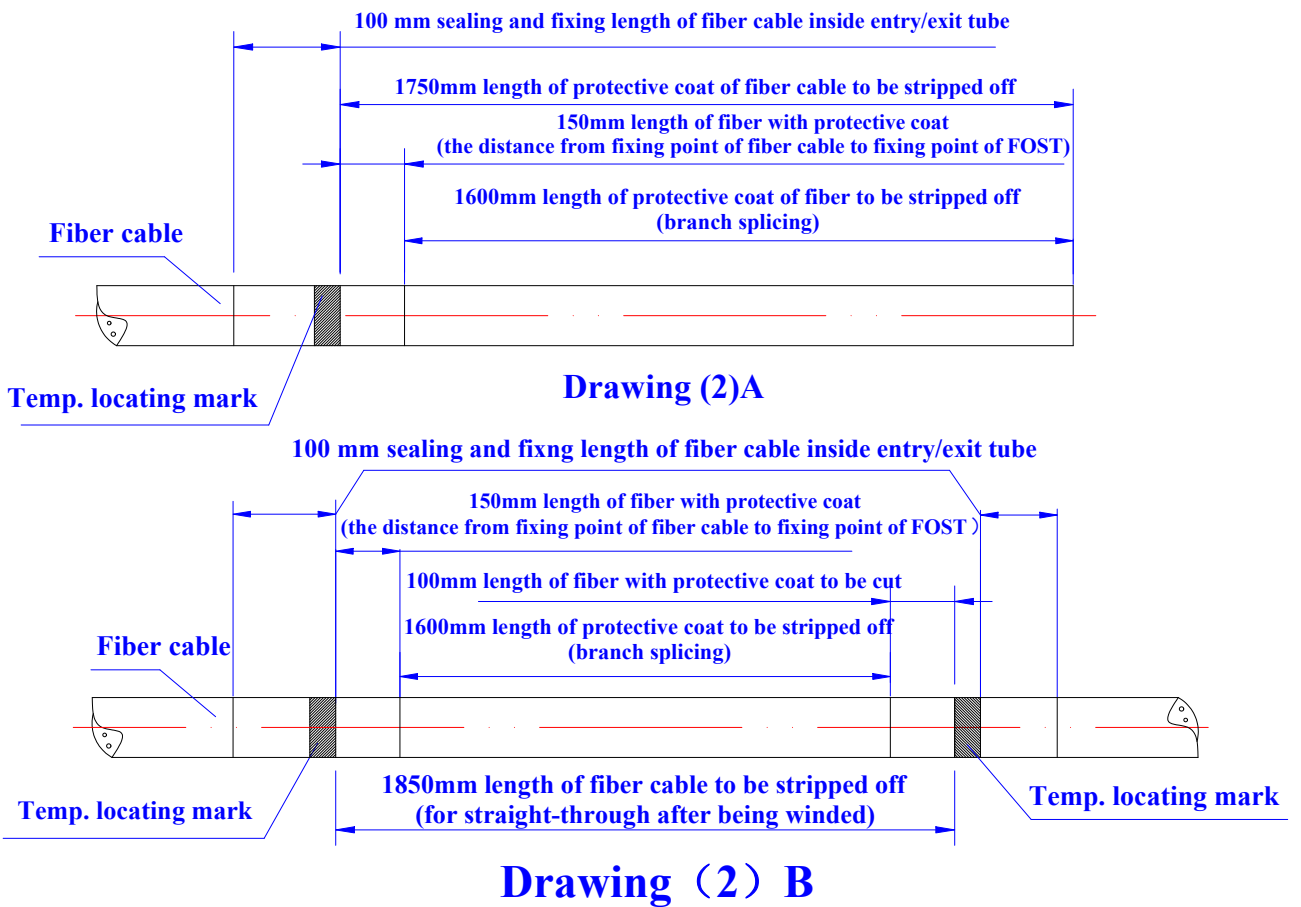 100 mm sealing and fixing length of fiber cable inside entry/exit tube
1750mm length of protective coat of fiber cable to be stripped off
150mm length of fiber with protective coat
(the distance from fixing point of fiber cable to fixing point of FOST)
1600mm length of protective coat of fiber to be stripped off
(branch splicing)
Fiber cable
Temp. locating mark
Drawing (2)A
100 mm sealing and fixng length of fiber cable inside entry/exit tube
150mm length of fiber with protective coat
(the distance from fixing point of fiber cable to fixing point of FOST）
100mm length of fiber with protective coat to be cut
1600mm length of protective coat to be stripped off
(branch splicing)
Fiber cable
1850mm length of fiber cable to be stripped off
(for straight-through after being winded)
Temp. locating mark
Temp. locating mark
Drawing（2）B